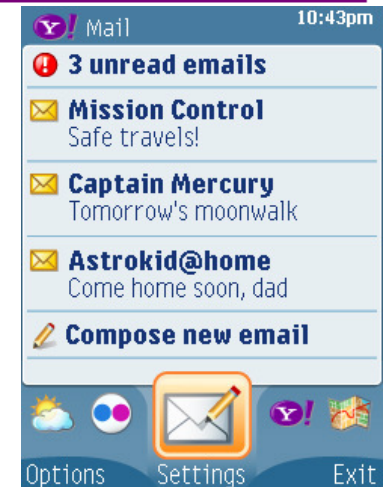 Y! Mail 10:43pm
3 unread emails
Mission Control
Safe travels!
Captain Mercury
Tomorrow's moonwalk
Astrokid@home
Come home soon, dad
Compose new email
Y!
Options Settings Exit